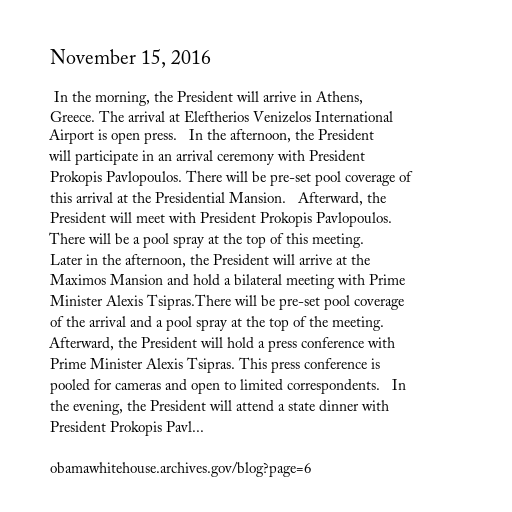 November 15, 2016
In the morning, the President will arrive in Athens,
Greece. The arrival at Eleftherios Venizelos International
Airport is open press.   In the afternoon, the President
will participate in an arrival ceremony with President
Prokopis Pavlopoulos. There will be pre-set pool coverage of
this arrival at the Presidential Mansion.   Afterward, the
President will meet with President Prokopis Pavlopoulos.
There will be a pool spray at the top of this meeting.
Later in the afternoon, the President will arrive at the
Maximos Mansion and hold a bilateral meeting with Prime
Minister Alexis Tsipras.There will be pre-set pool coverage
of the arrival and a pool spray at the top of the meeting.
Afterward, the President will hold a press conference with
Prime Minister Alexis Tsipras. This press conference is
pooled for cameras and open to limited correspondents.   In
the evening, the President will attend a state dinner with
President Prokopis Pavl...
obamawhitehouse.archives.gov/blog?page=6